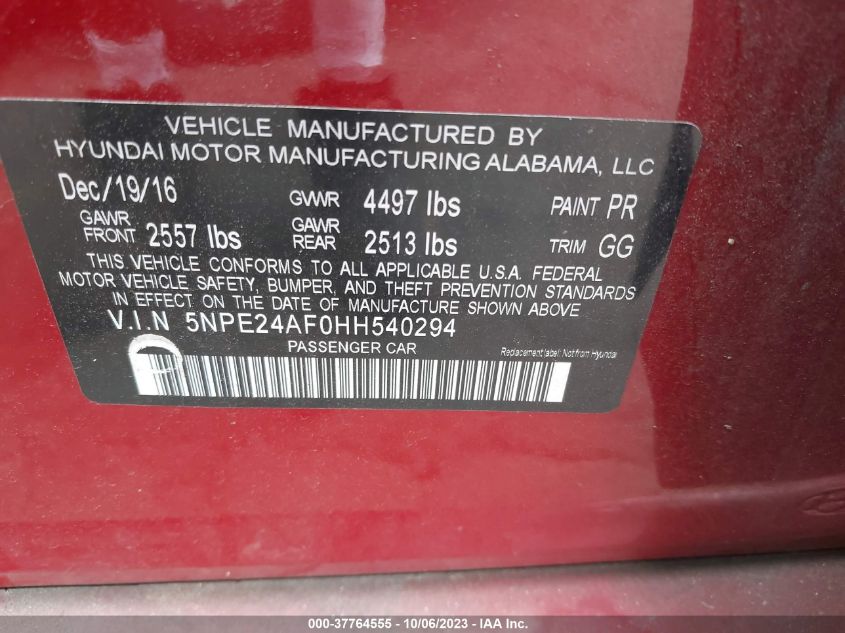 VEHICLE MANUFACTURED BY
HYUNDAI MOTOR MANUFACTURING ALABAMA, LLC
Dec/19/16 GVWR 4497 lbs PAINT PR
GAWR FRONT 2557 lbs GAWR REAR 2513 lbs TRIM GG
THIS VEHICLE CONFORMS TO ALL APPLICABLE U.S.A. FEDERAL
MOTOR VEHICLE SAFETY, BUMPER, AND THEFT PREVENTION STANDARDS
IN EFFECT ON THE DATE OF MANUFACTURE SHOWN ABOVE
V.I.N 5NPE24AF0HH540294
PASSENGER CAR
Replacement label: Not from Hyundai
000-37764555 - 10/06/2023 - IAA Inc.